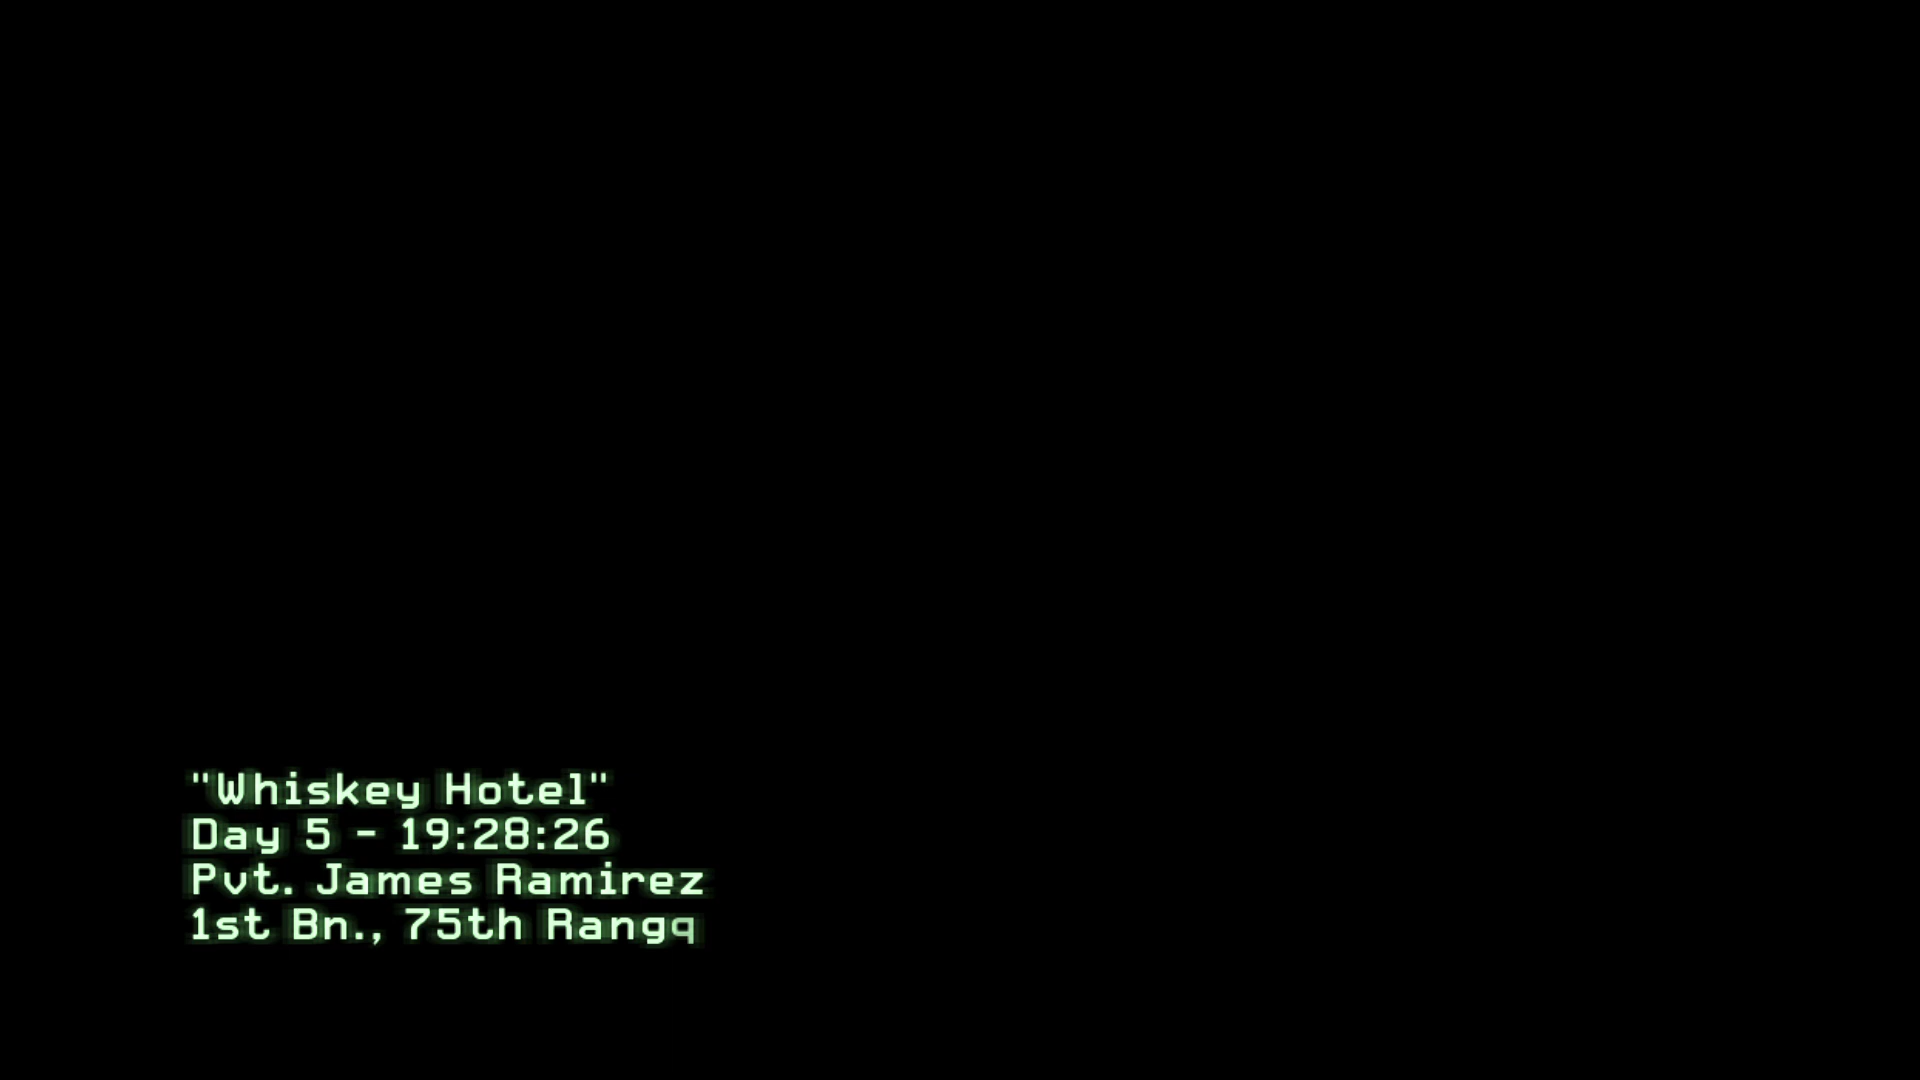 "Whiskey Hotel"
Day 5 - 19:28:26
Pvt. James Ramirez
1st Bn., 75th Rangq